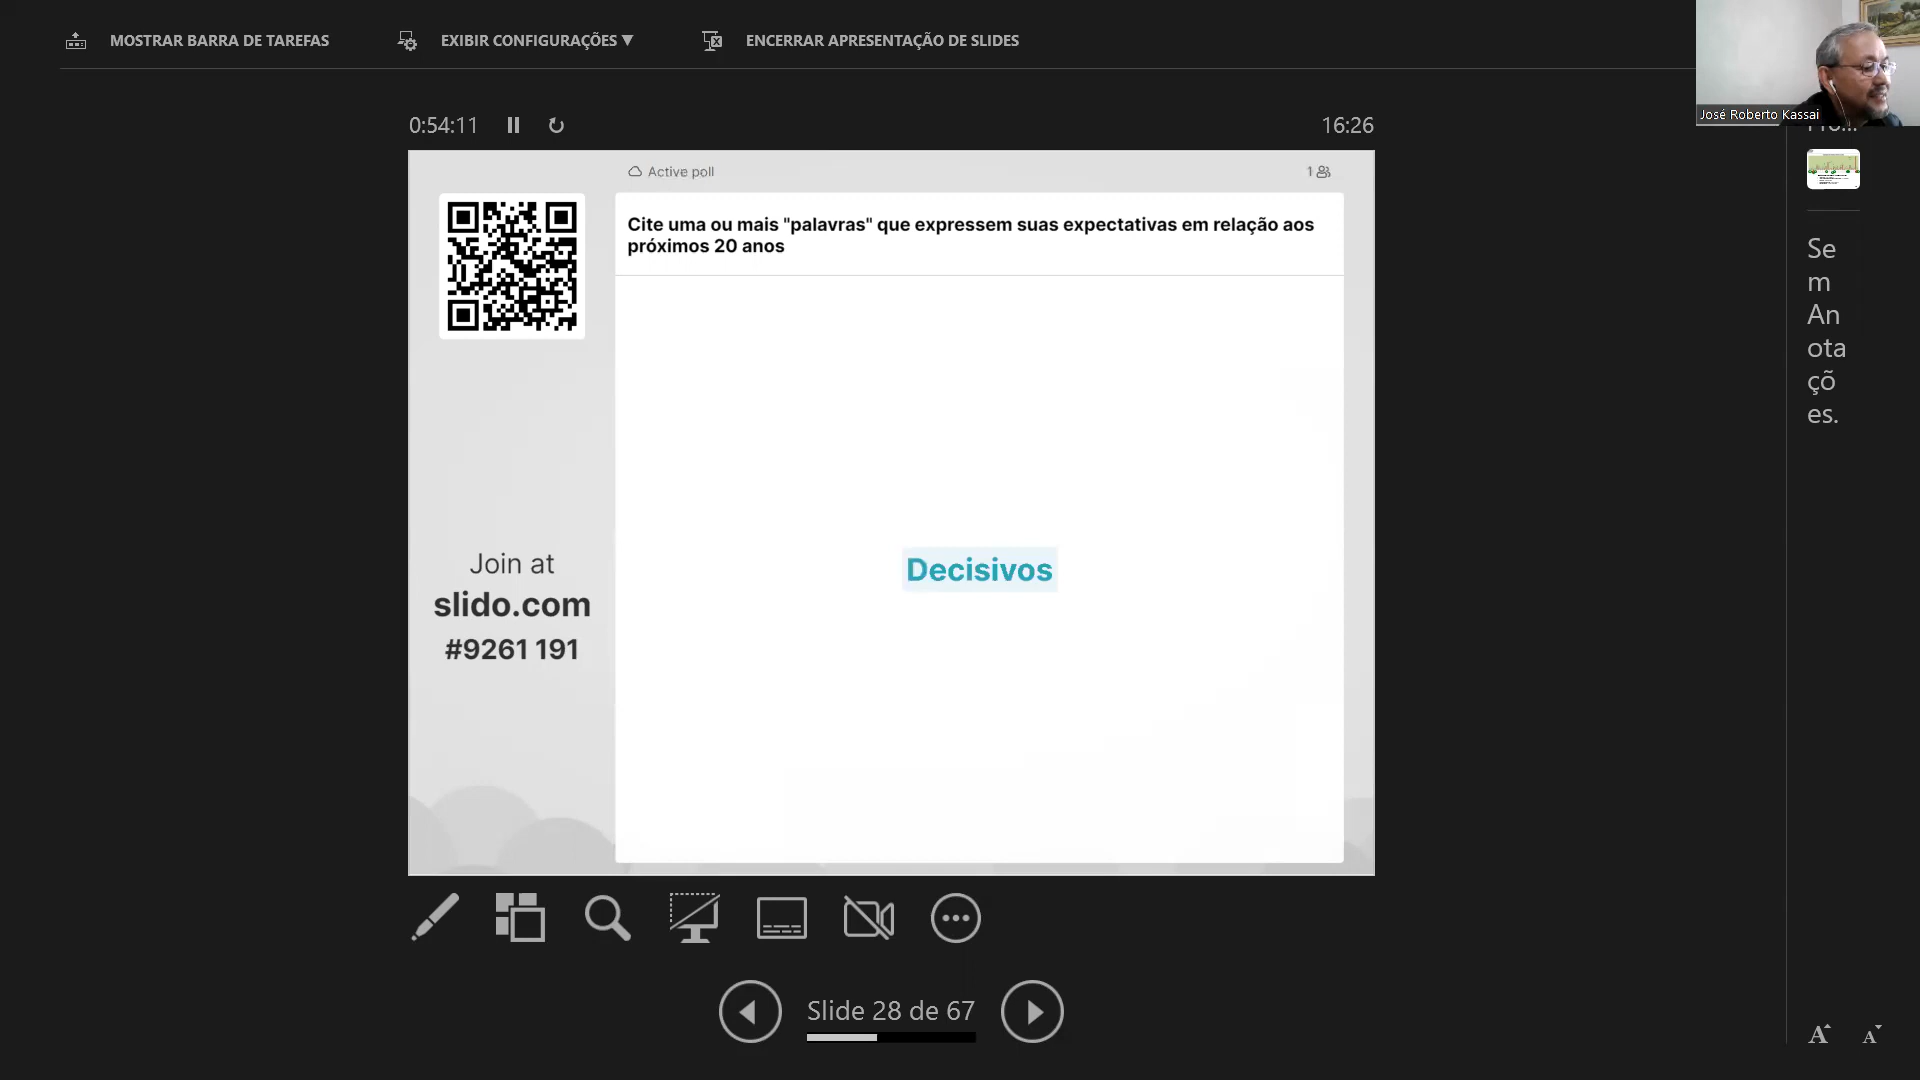 MOSTRAR BARRA DE TAREFAS
EXIBIR CONFIGURAÇÕES ▼
ENCERRAR APRESENTAÇÃO DE SLIDES
José Roberto Kassai
0:54:11
16:26
Active poll
1
Cite uma ou mais "palavras" que expressem suas expectativas em relação aos
próximos 20 anos
Decisivos
Join at
slido.com
#9261 191
Se
m
An
ota
çõ
es.
Slide 28 de 67
A
A